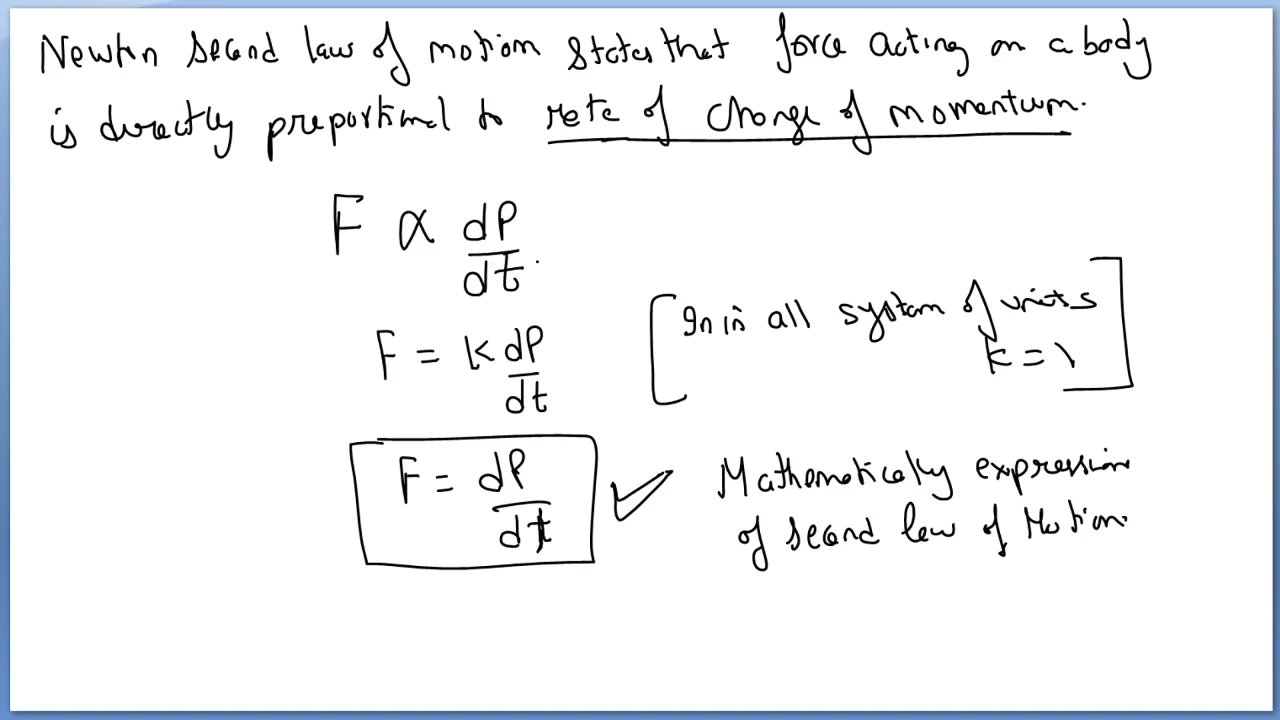 Newton second law of motion states that force acting on a body
is directly preportional to rate of change of momentum.
F ∝ dP/dt
[In is all system of units
F = K dP/dt
k = 1]
F = dP/dt ✓
Mathematically expression
of second law of Motion.